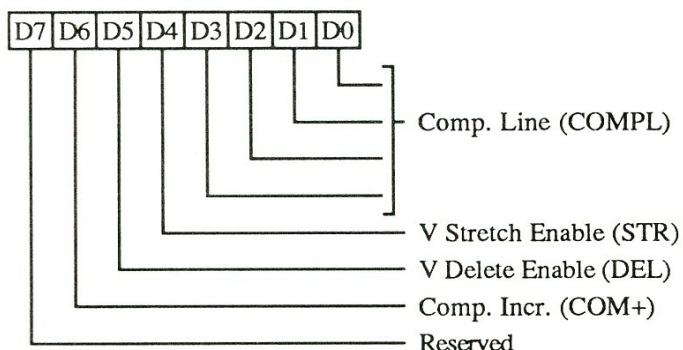 D7 D6 D5 D4 D3 D2 D1 D0
Comp. Line (COMPL)
V Stretch Enable (STR)
V Delete Enable (DEL)
Comp. Incr. (COM+)
Reserved